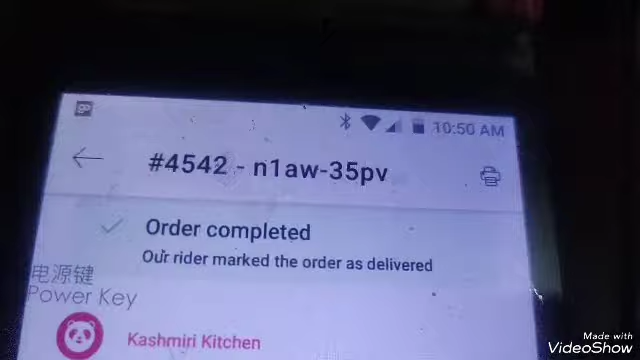 10:50 AM
#4542 - n1aw-35pv
Order completed
Our rider marked the order as delivered
电源键
Power Key
Kashmiri Kitchen
Made with
VideoShow